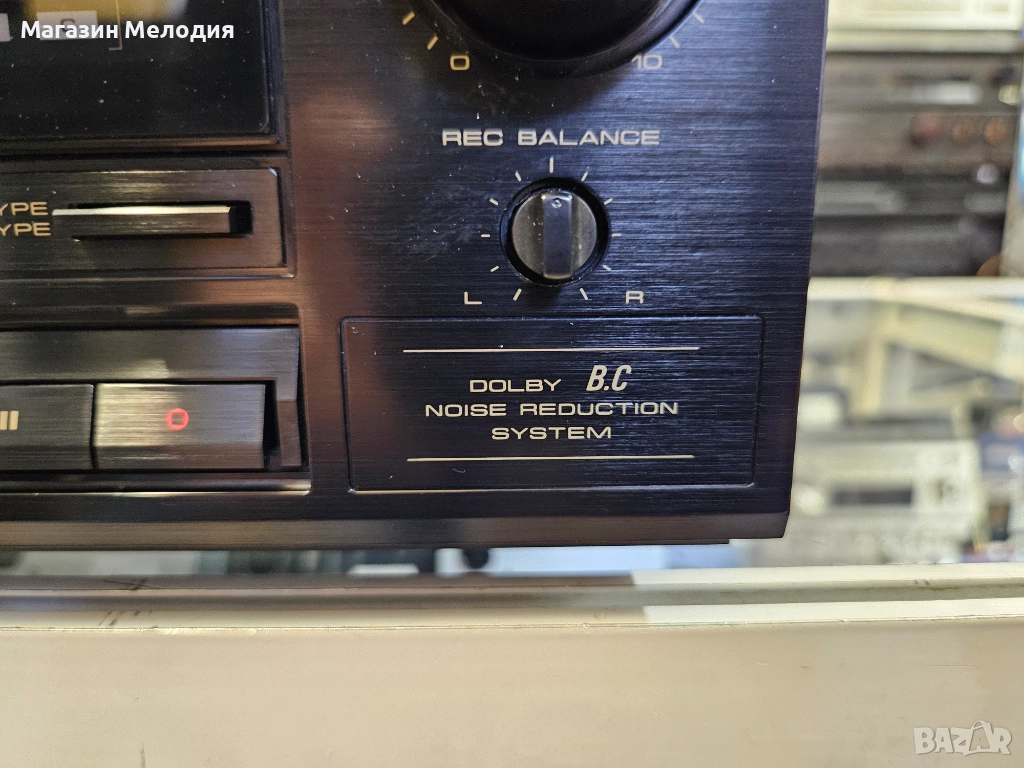 Магазин Мелодия
S
0 10
REC BALANCE
YPE
YPE
L R
DOLBY B.C
NOISE REDUCTION
SYSTEM
BAZAR